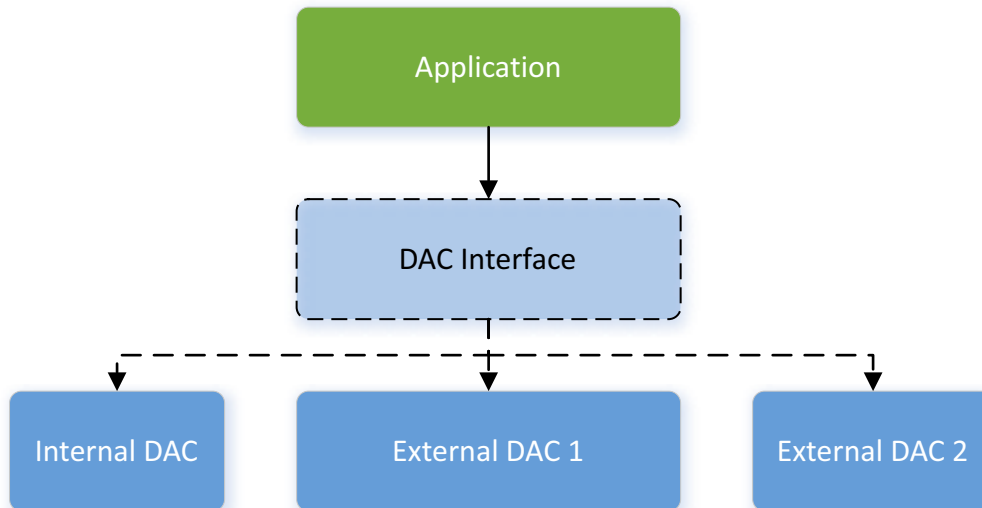 Application
DAC Interface
Internal DAC
External DAC 1
External DAC 2